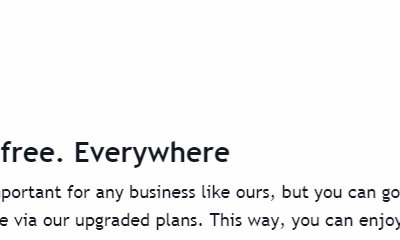 free. Everywhere
portant for any business like ours, but you can go
via our upgraded plans. This way, you can enjoy